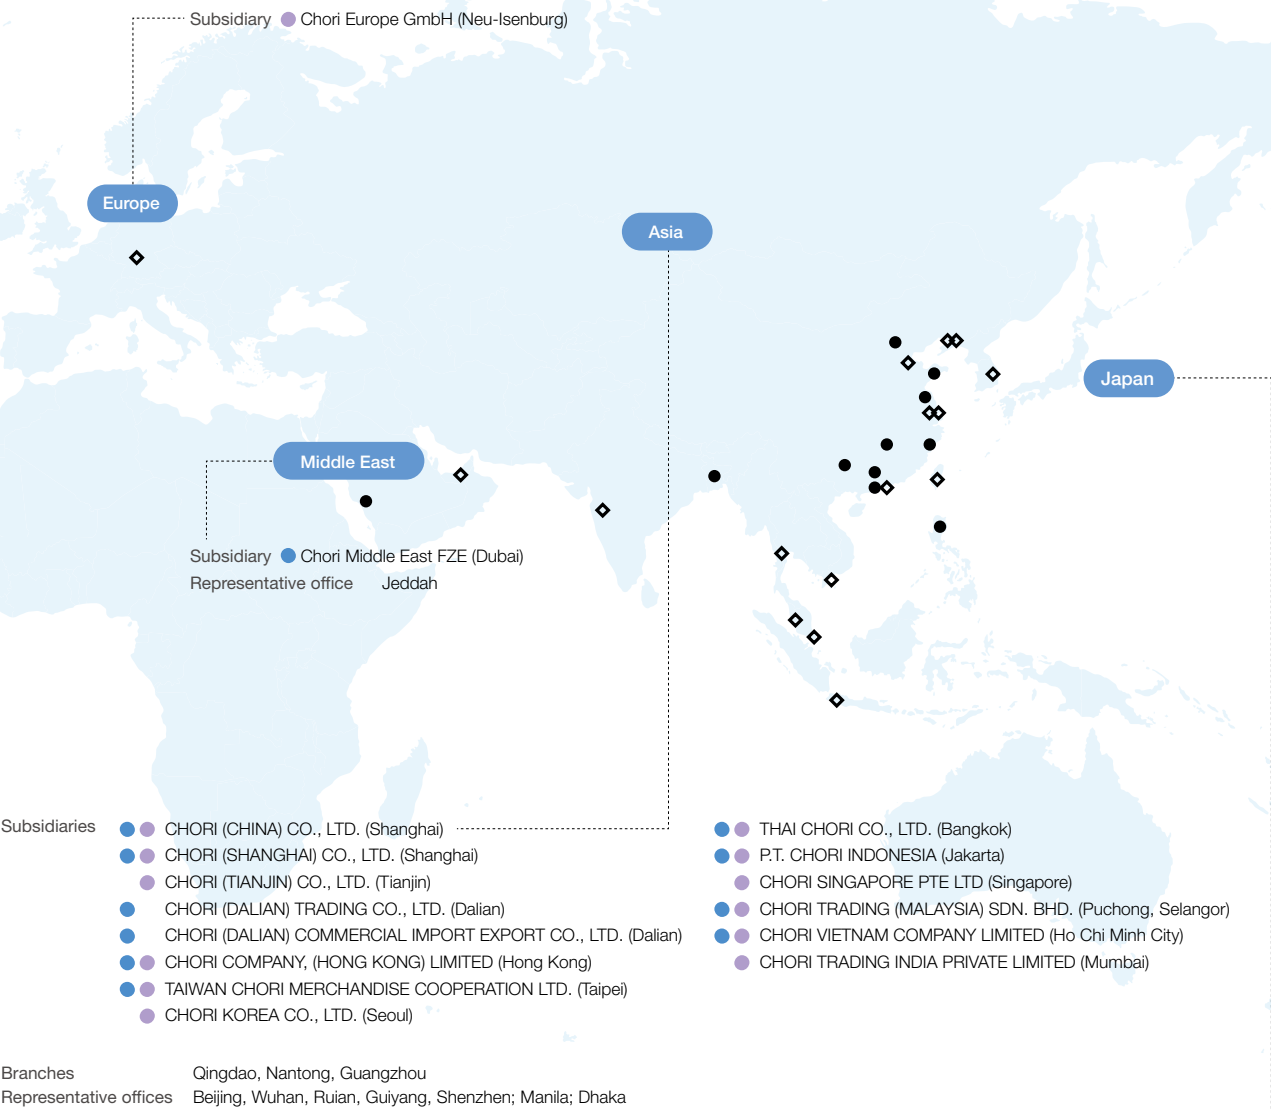 Subsidiary Chori Europe GmbH (Neu-Isenburg)
Europe
Asia
Japan
Middle East
Subsidiary Chori Middle East FZE (Dubai)
Representative office Jeddah
Subsidiaries
CHORI (CHINA) CO., LTD. (Shanghai)
CHORI (SHANGHAI) CO., LTD. (Shanghai)
CHORI (TIANJIN) CO., LTD. (Tianjin)
CHORI (DALIAN) TRADING CO., LTD. (Dalian)
CHORI (DALIAN) COMMERCIAL IMPORT EXPORT CO., LTD. (Dalian)
CHORI COMPANY, (HONG KONG) LIMITED (Hong Kong)
TAIWAN CHORI MERCHANDISE COOPERATION LTD. (Taipei)
CHORI KOREA CO., LTD. (Seoul)
THAI CHORI CO., LTD. (Bangkok)
P.T. CHORI INDONESIA (Jakarta)
CHORI SINGAPORE PTE LTD (Singapore)
CHORI TRADING (MALAYSIA) SDN. BHD. (Puchong, Selangor)
CHORI VIETNAM COMPANY LIMITED (Ho Chi Minh City)
CHORI TRADING INDIA PRIVATE LIMITED (Mumbai)
Branches Qingdao, Nantong, Guangzhou
Representative offices Beijing, Wuhan, Ruian, Guiyang, Shenzhen; Manila; Dhaka